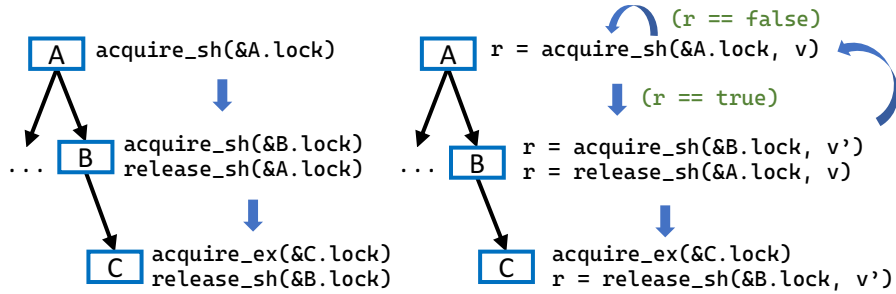 A acquire_sh(&A.lock)
... B acquire_sh(&B.lock)
release_sh(&A.lock)
C acquire_ex(&C.lock)
release_sh(&B.lock)
(r == false)
A r = acquire_sh(&A.lock, v)
(r == true)
... B r = acquire_sh(&B.lock, v’)
r = release_sh(&A.lock, v)
C acquire_ex(&C.lock)
r = release_sh(&B.lock, v’)